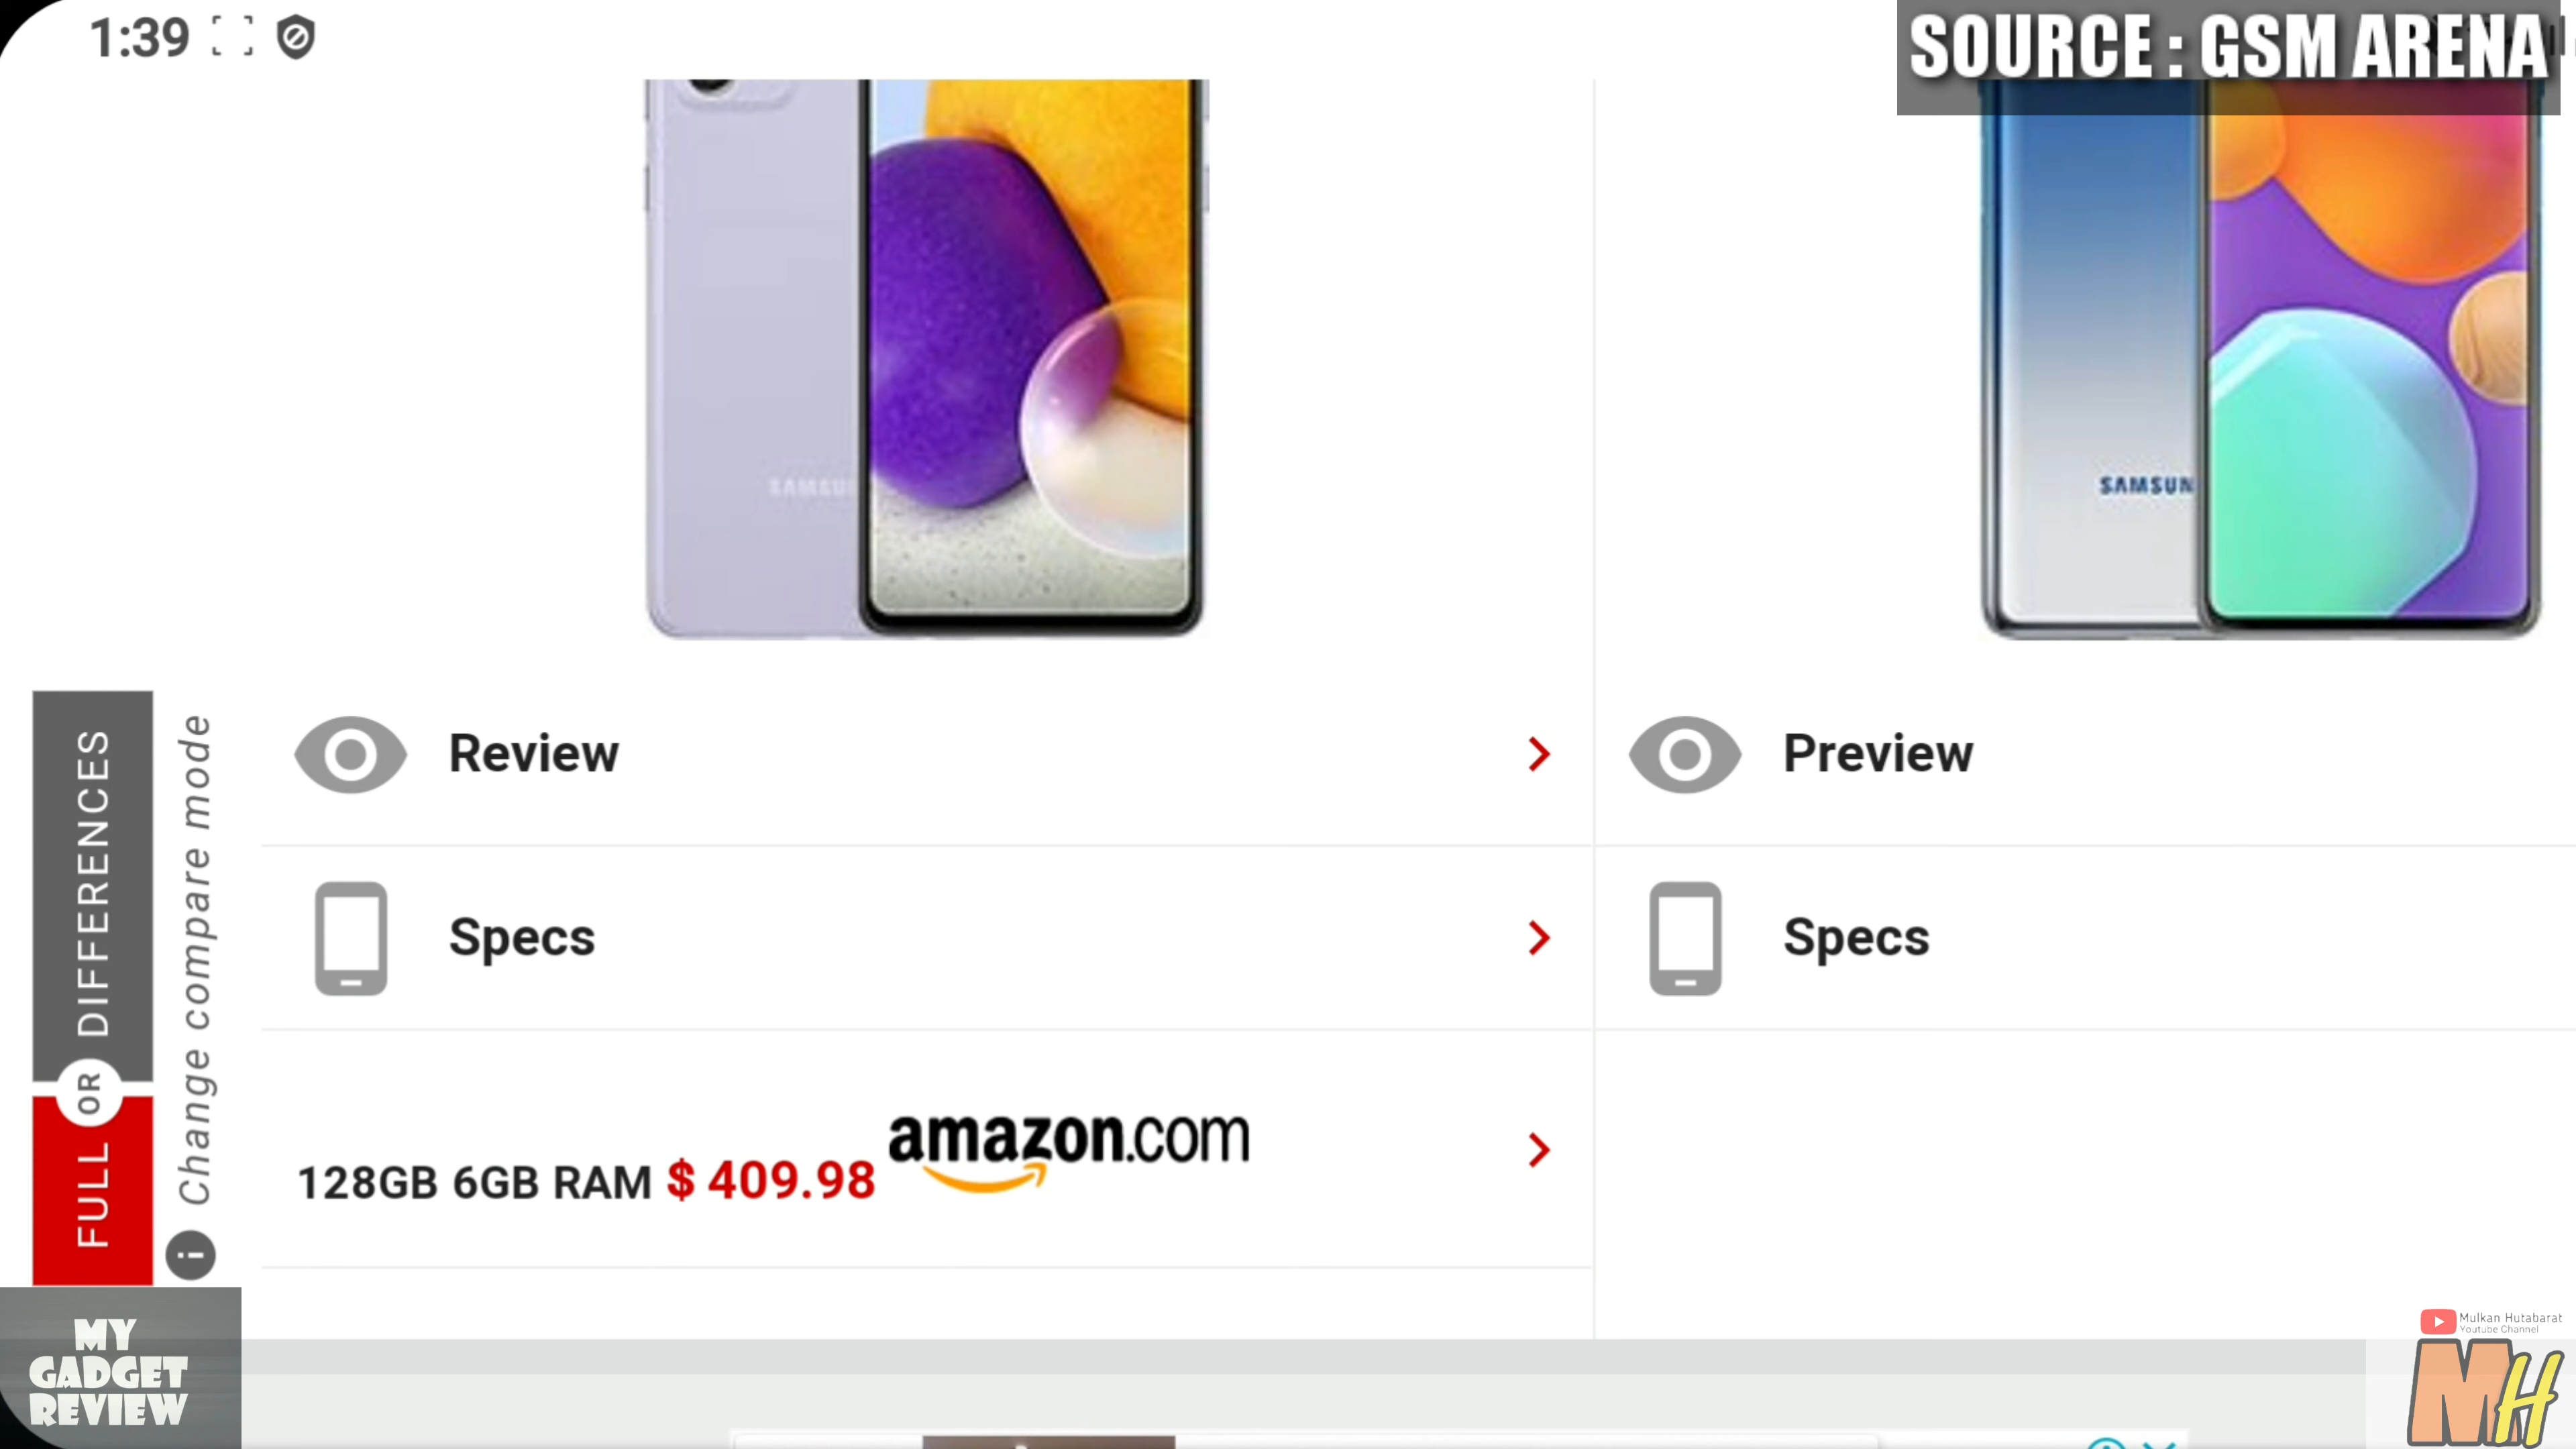 1:39
SOURCE : GSM ARENA
SAMSU
SAMSUN
Review
Preview
Specs
Specs
128GB 6GB RAM $ 409.98 amazon.com
FULL OR DIFFERENCES
Change compare mode
MY
GADGET
REVIEW
Mulkan Hutabarat
Youtube Channel
MH